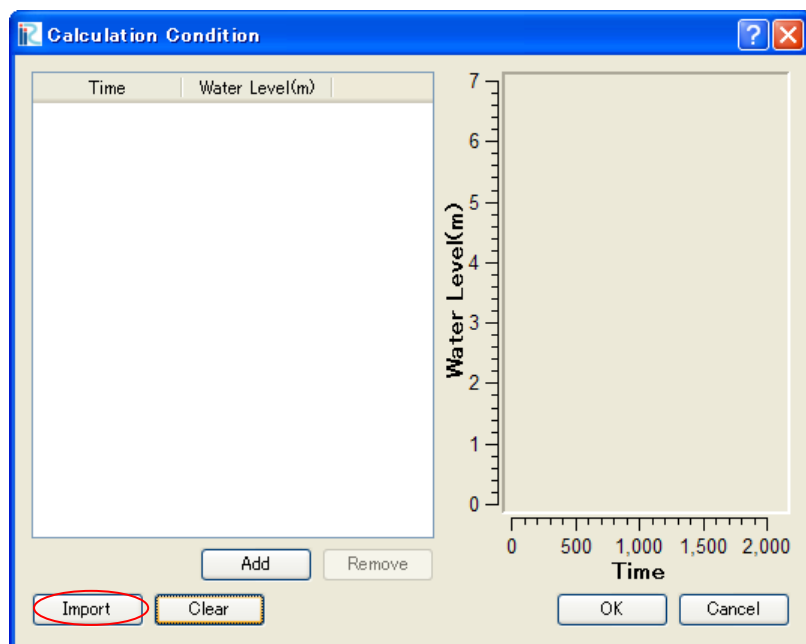 iRIC Calculation Condition ?
Time Water Level(m)
Add Remove
Import Clear
Water Level(m)
7
6
5
4
3
2
1
0
0 500 1,000 1,500 2,000
Time
OK Cancel